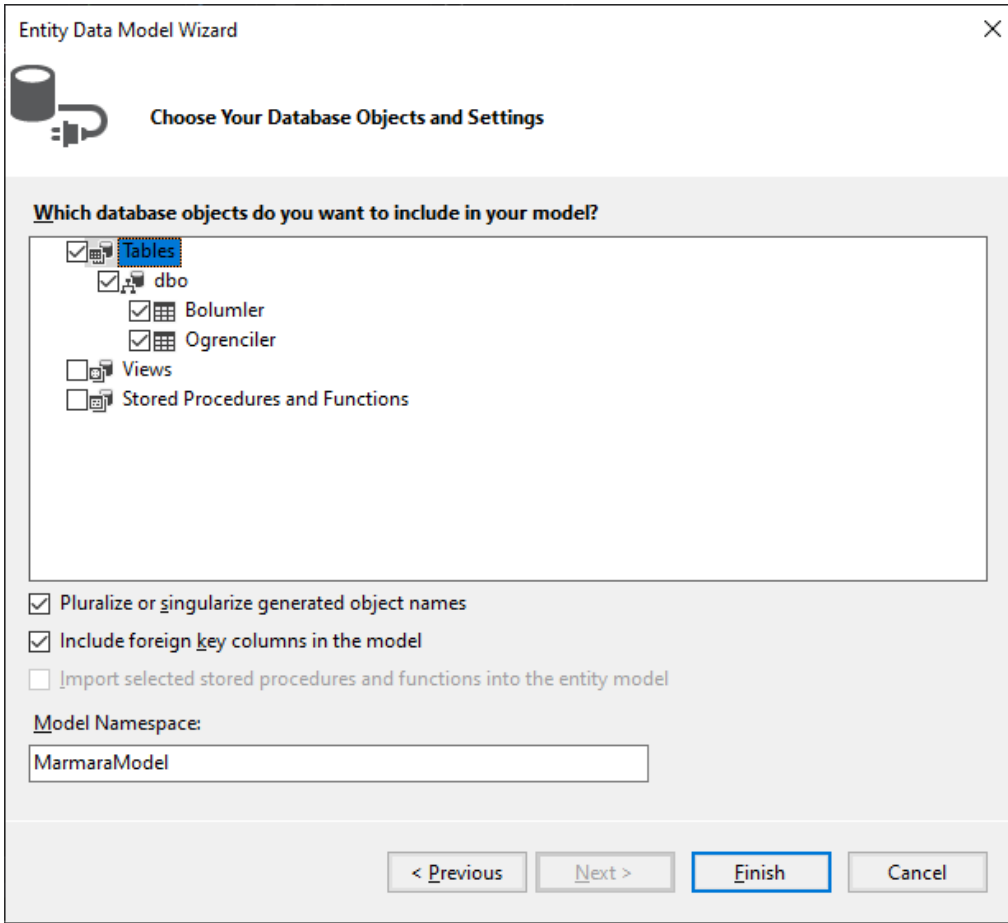 Entity Data Model Wizard
Choose Your Database Objects and Settings
Which database objects do you want to include in your model?
Tables
dbo
Bolumler
Ogrenciler
Views
Stored Procedures and Functions
Pluralize or singularize generated object names
Include foreign key columns in the model
Import selected stored procedures and functions into the entity model
Model Namespace:
MarmaraModel
< Previous Next > Finish Cancel